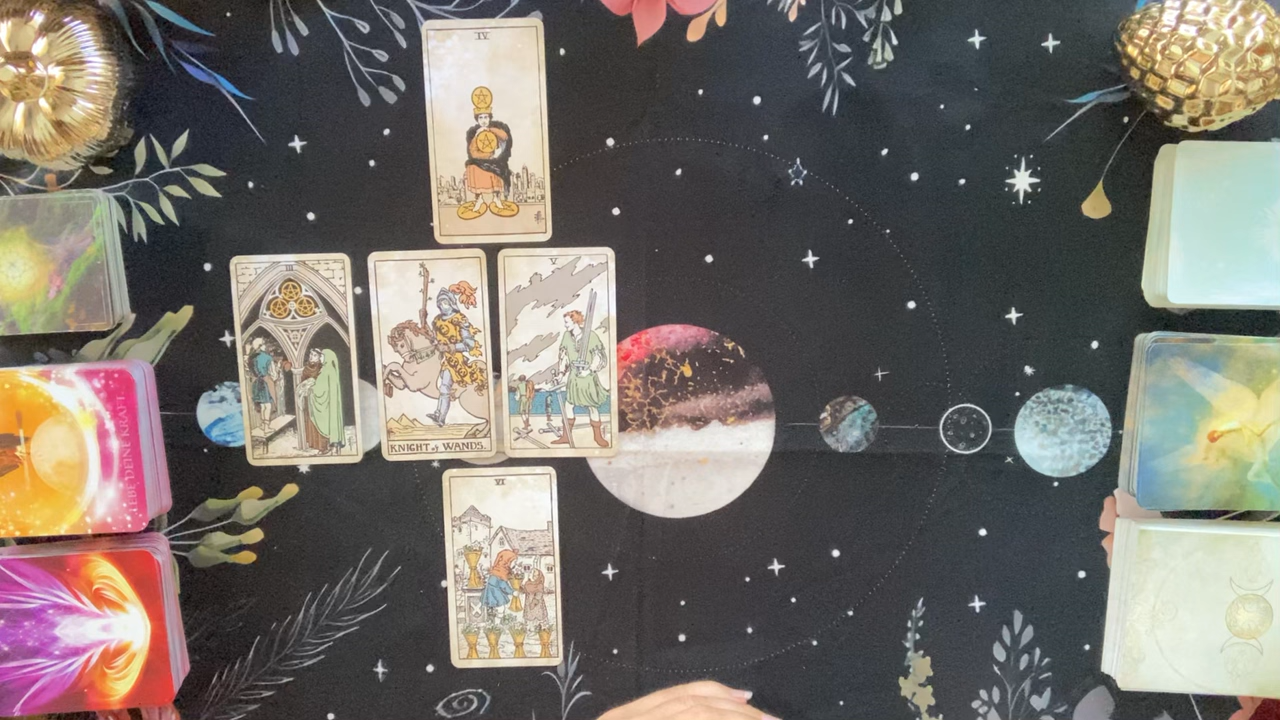 IV
III
KNIGHT of WANDS.
V
VI
LEBE DEINE KRAFT